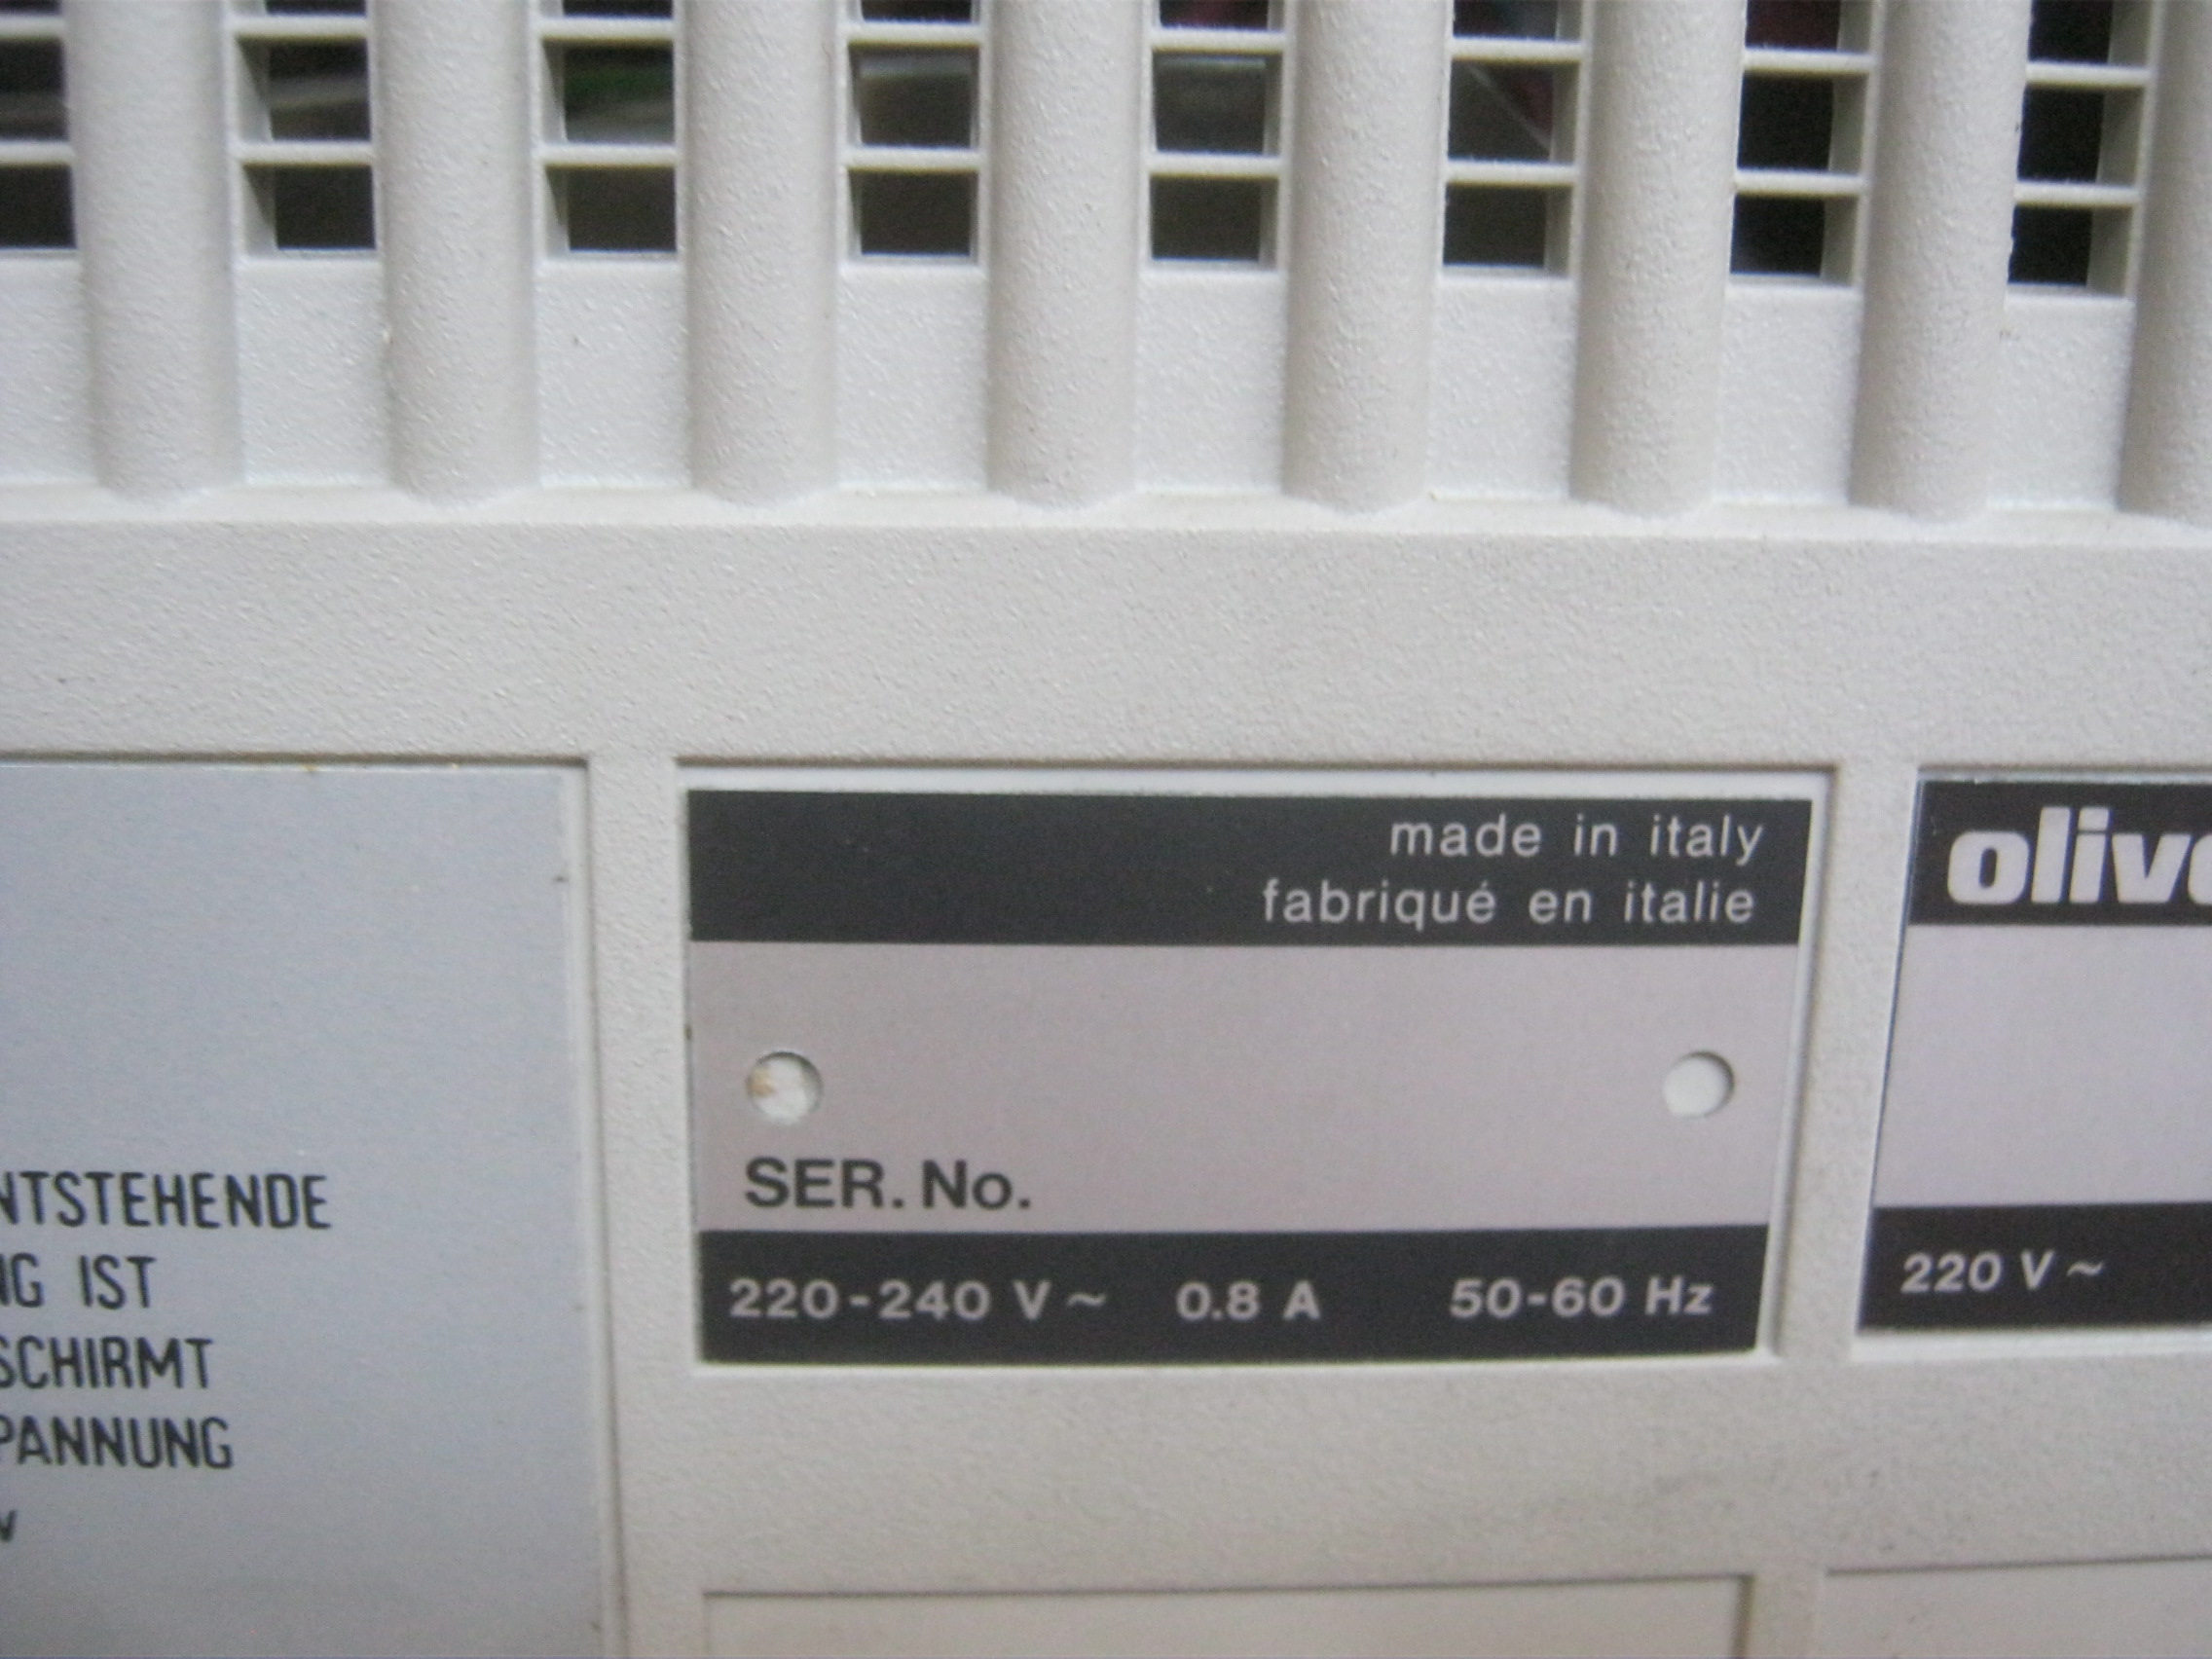 NTSTEHENDE
NG IST
SCHIRMT
PANNUNG
made in italy
fabriqué en italie
SER. No.
220-240 V~ 0.8 A 50-60 Hz
olive
220 V~